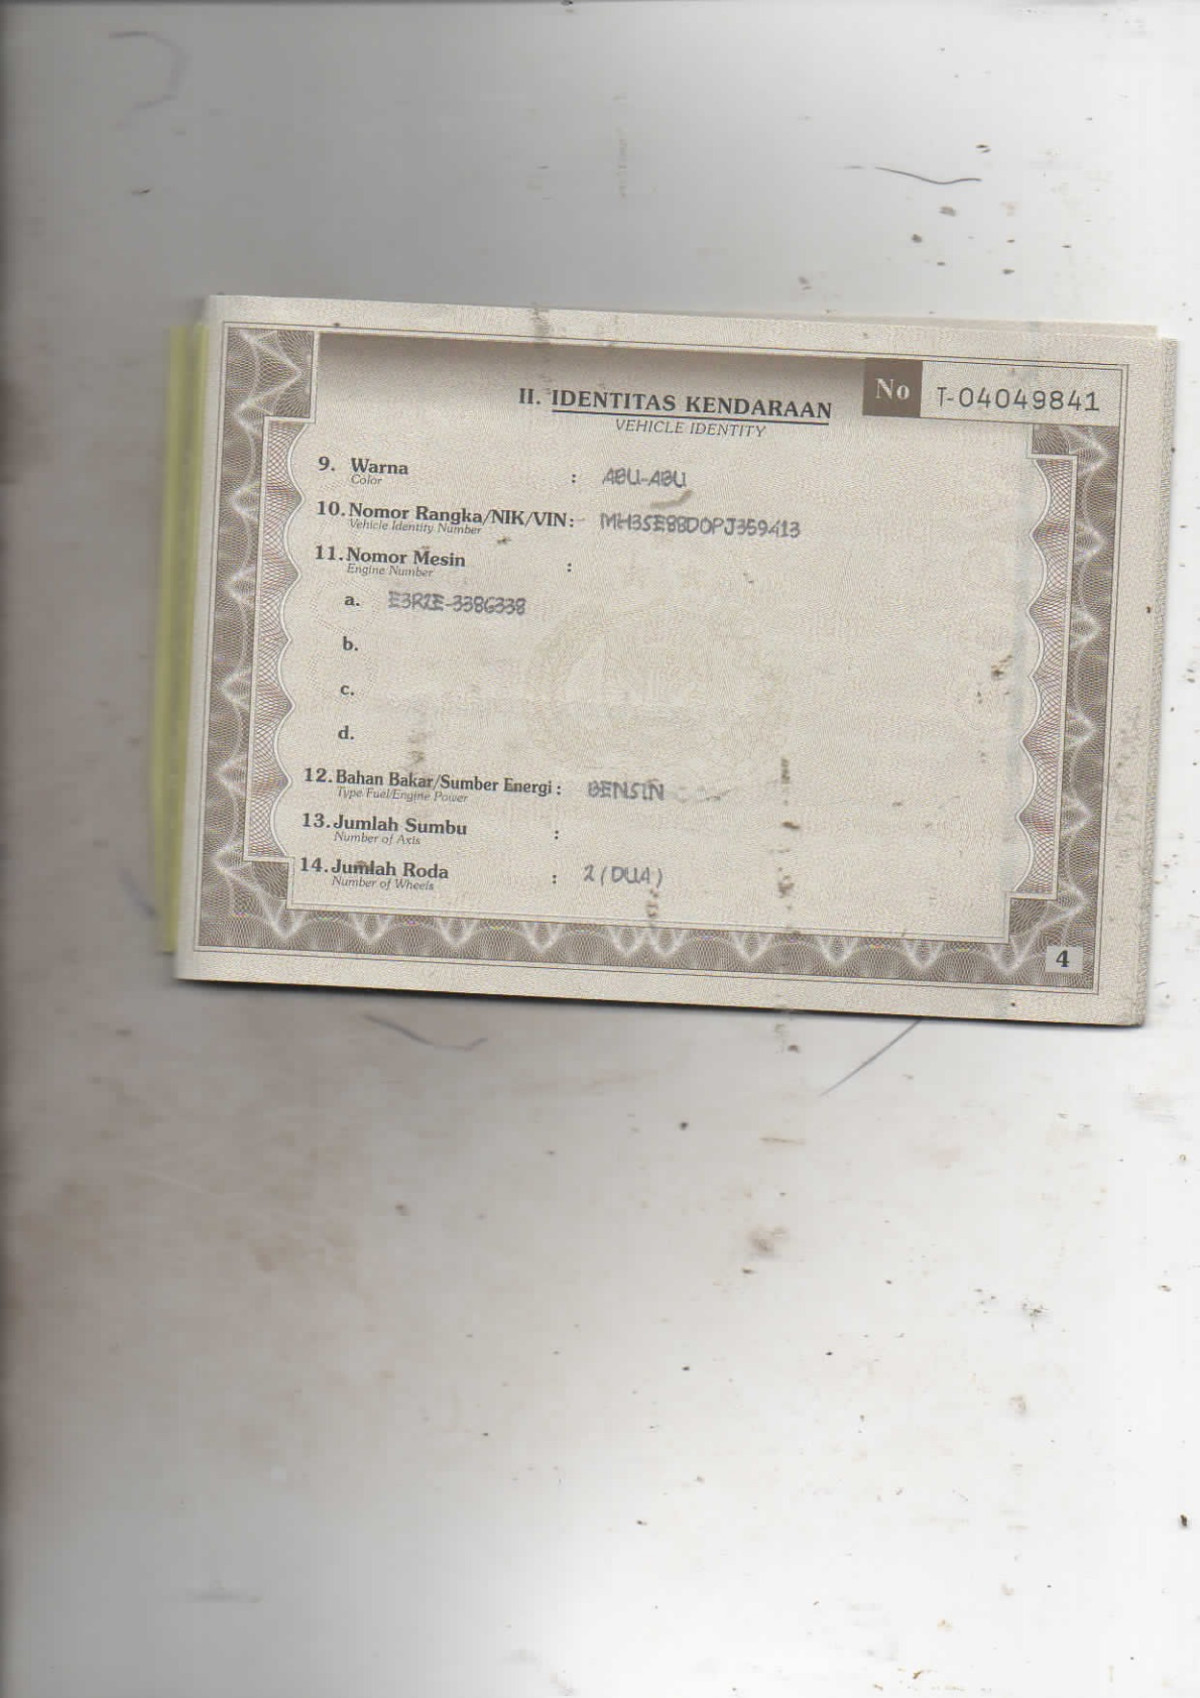 No T-04049841
II. IDENTITAS KENDARAAN
VEHICLE IDENTITY
9. Warna : ABU-ABU
Color
10. Nomor Rangka/NIK/VIN: MH3SE88D0PJ359413
Vehicle Identity Number
11. Nomor Mesin :
Engine Number
a. E3R2E-3386338
b.
c.
d.
12. Bahan Bakar/Sumber Energi : BENSIN
Type Fuel/Engine Power
13. Jumlah Sumbu :
Number of Axis
14. Jumlah Roda : 2 (DUA)
Number of Wheels
4